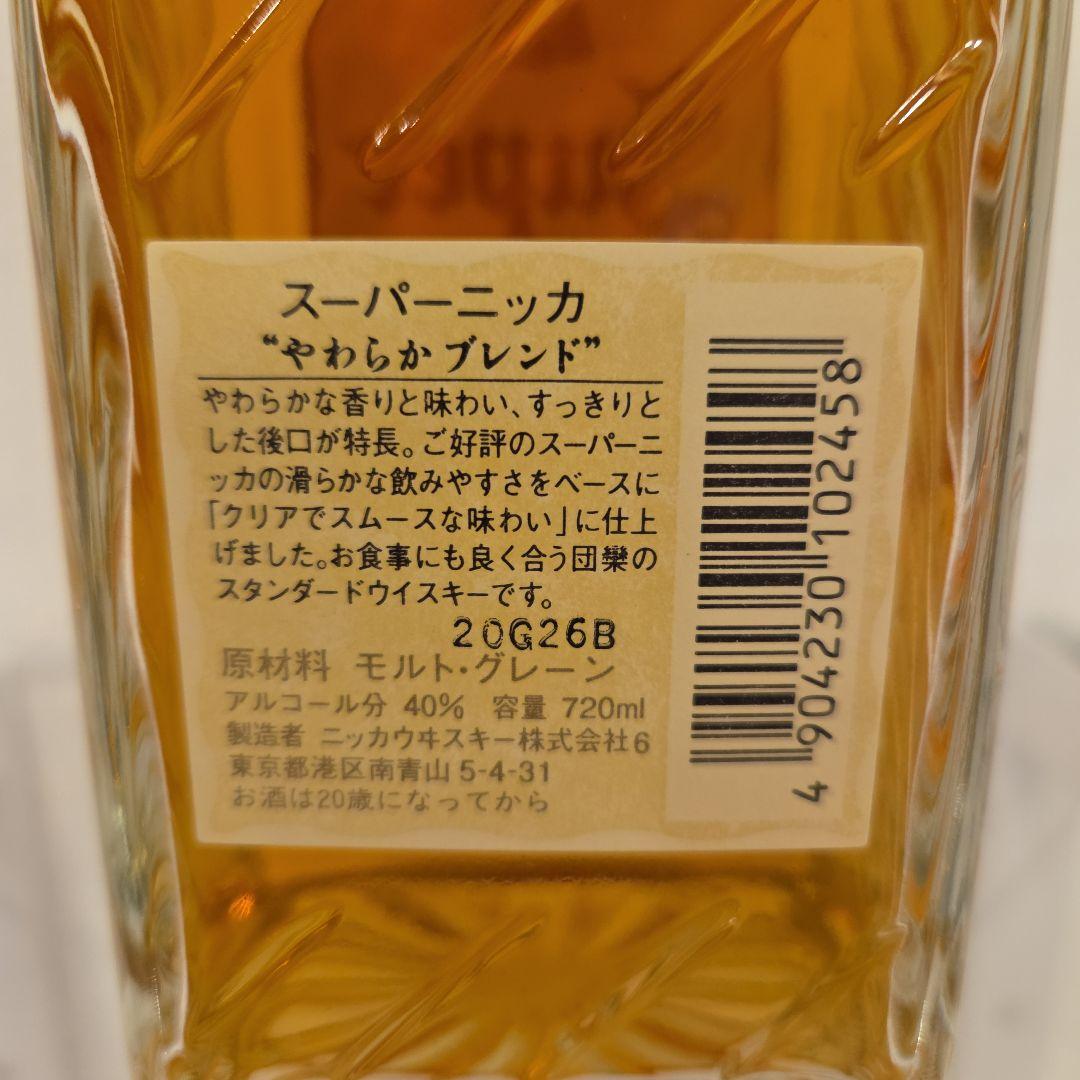 スーパーニッカ
“やわらかブレンド”
やわらかな香りと味わい、すっきりと
した後口が特長。ご好評のスーパーニ
ッカの滑らかな飲みやすさをベースに
「クリアでスムースな味わい」に仕上
げました。お食事にも良く合う団欒の
スタンダードウイスキーです。
20G26B
原材料 モルト・グレーン
アルコール分 40% 容量 720ml
製造者 ニッカウヰスキー株式会社6
東京都港区南青山5-4-31
お酒は20歳になってから
4 904230 102458